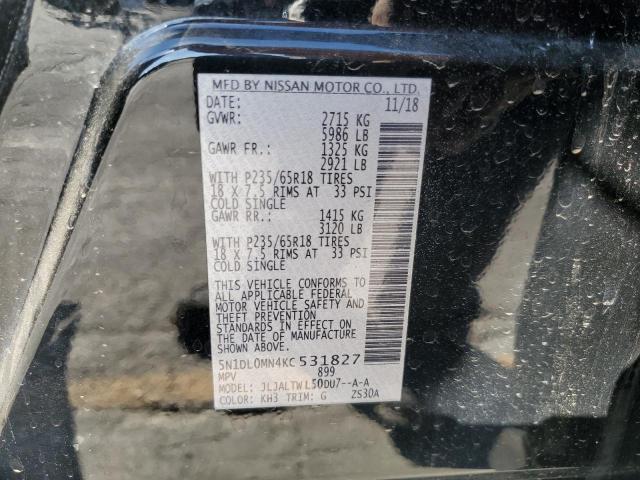 MFD BY NISSAN MOTOR CO., LTD.
DATE: 11/18
GVWR: 2715 KG
5986 LB
GAWR FR.: 1325 KG
2921 LB
WITH P235/65R18 TIRES
18 X 7.5 RIMS AT 33 PSI
COLD SINGLE
GAWR RR.: 1415 KG
3120 LB
WITH P235/65R18 TIRES
18 X 7.5 RIMS AT 33 PSI
COLD SINGLE
THIS VEHICLE CONFORMS TO
ALL APPLICABLE FEDERAL
MOTOR VEHICLE SAFETY AND
THEFT PREVENTION
STANDARDS IN EFFECT ON
THE DATE OF MANUFACTURE
SHOWN ABOVE.
5N1DL0MN4KC531827
MPV 899
MODEL: JLJALTWL50DU7--A-A
COLOR: KH3 TRIM: G ZS30A